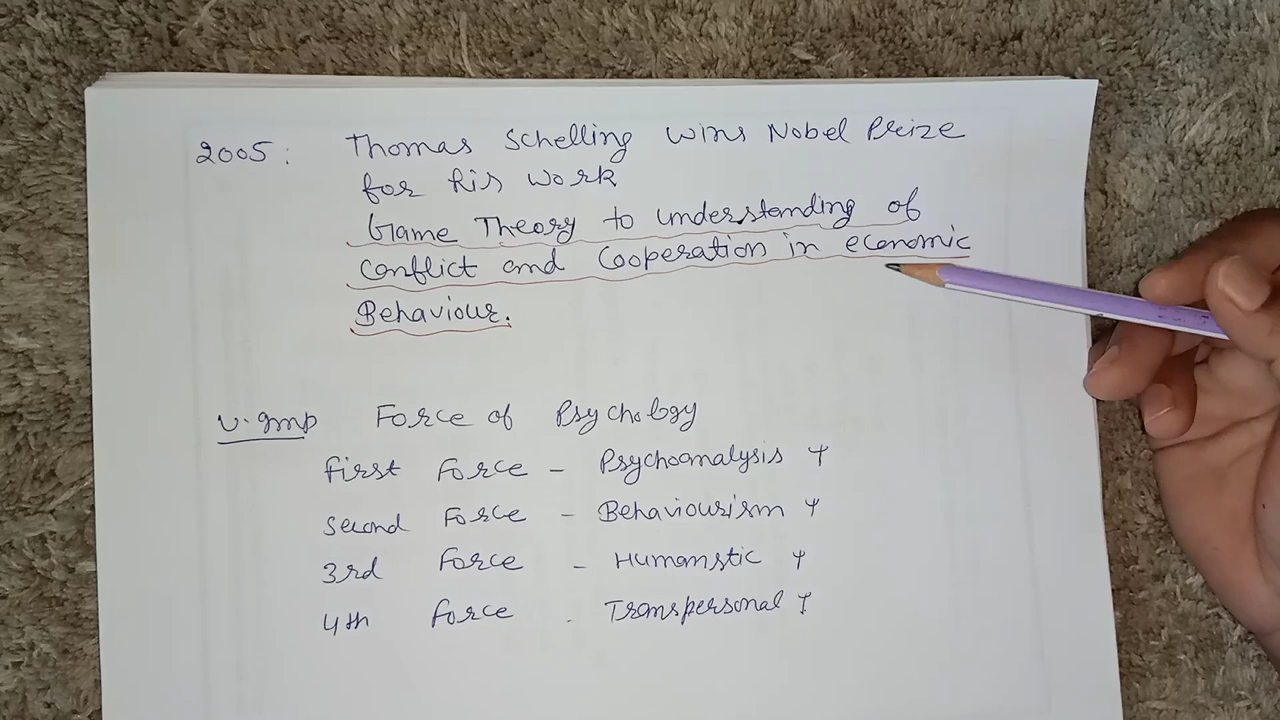 2005: Thomas Schelling wins Nobel Prize
for his work
Game Theory to understanding of
Conflict and Cooperation in economic
Behaviour.
V. Imp Force of Psychology
First Force - Psychoanalysis Ψ
Second Force - Behaviourism Ψ
3rd Force - Humanstic Ψ
4th Force - Transpersonal Ψ